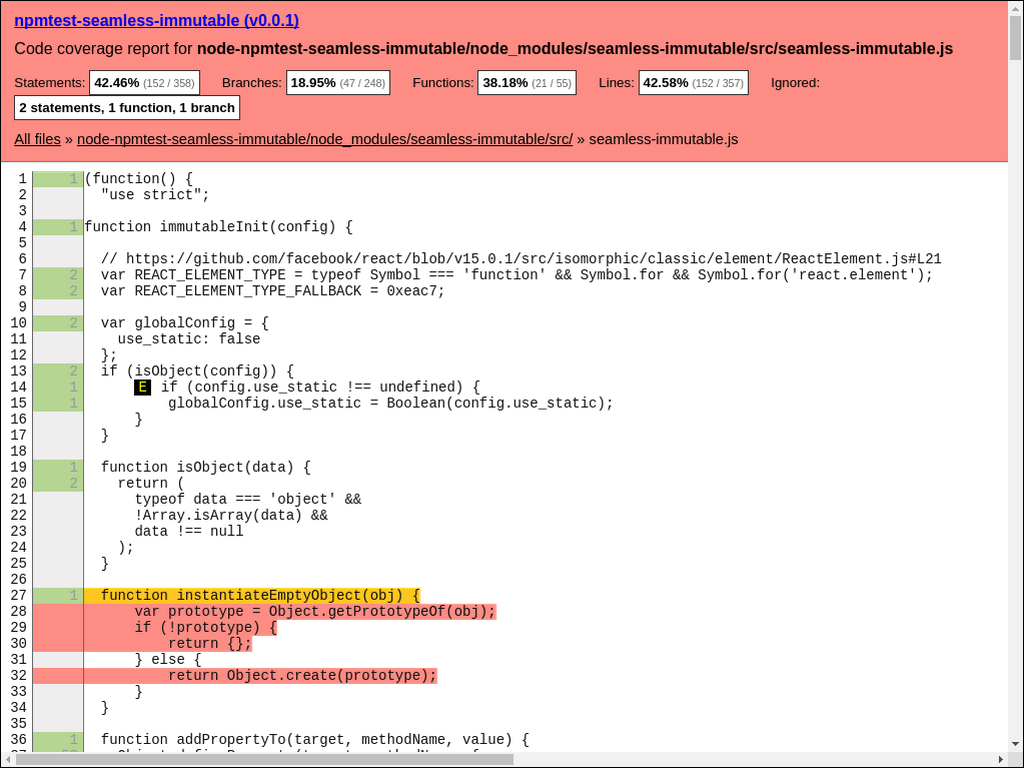 npmtest-seamless-immutable (v0.0.1)
Code coverage report for node-npmtest-seamless-immutable/node_modules/seamless-immutable/src/seamless-immutable.js
Statements: 42.46% (152 / 358) Branches: 18.95% (47 / 248) Functions: 38.18% (21 / 55) Lines: 42.58% (152 / 357) Ignored:
2 statements, 1 function, 1 branch
All files » node-npmtest-seamless-immutable/node_modules/seamless-immutable/src/ » seamless-immutable.js
1 1 (function() {
2 "use strict";
3
4 1 function immutableInit(config) {
5
6 // https://github.com/facebook/react/blob/v15.0.1/src/isomorphic/classic/element/ReactElement.js#L21
7 2 var REACT_ELEMENT_TYPE = typeof Symbol === 'function' && Symbol.for && Symbol.for('react.element');
8 2 var REACT_ELEMENT_TYPE_FALLBACK = 0xeac7;
9
10 2 var globalConfig = {
11 use_static: false
12 };
13 2 if (isObject(config)) {
14 1 E if (config.use_static !== undefined) {
15 1 globalConfig.use_static = Boolean(config.use_static);
16 }
17 }
18
19 1 function isObject(data) {
20 2 return (
21 typeof data === 'object' &&
22 !Array.isArray(data) &&
23 data !== null
24 );
25 }
26
27 1 function instantiateEmptyObject(obj) {
28 var prototype = Object.getPrototypeOf(obj);
29 if (!prototype) {
30 return {};
31 } else {
32 return Object.create(prototype);
33 }
34 }
35
36 1 function addPropertyTo(target, methodName, value) {